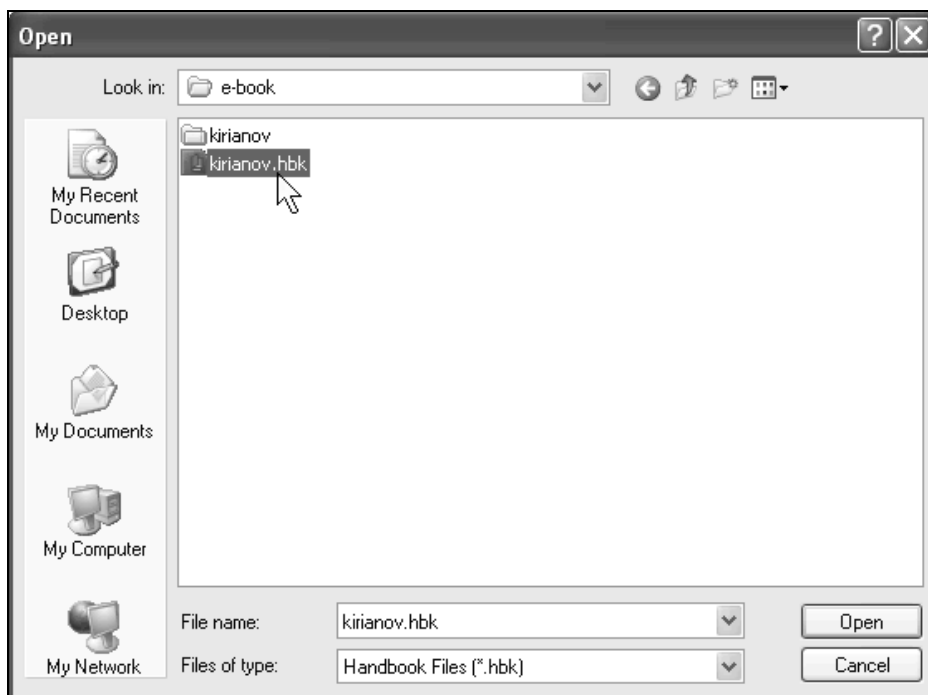 Open
Look in:
e-book
kirianov
kirianov.hbk
My Recent
Documents
Desktop
My Documents
My Computer
My Network
File name:
kirianov.hbk
Open
Files of type:
Handbook Files (*.hbk)
Cancel